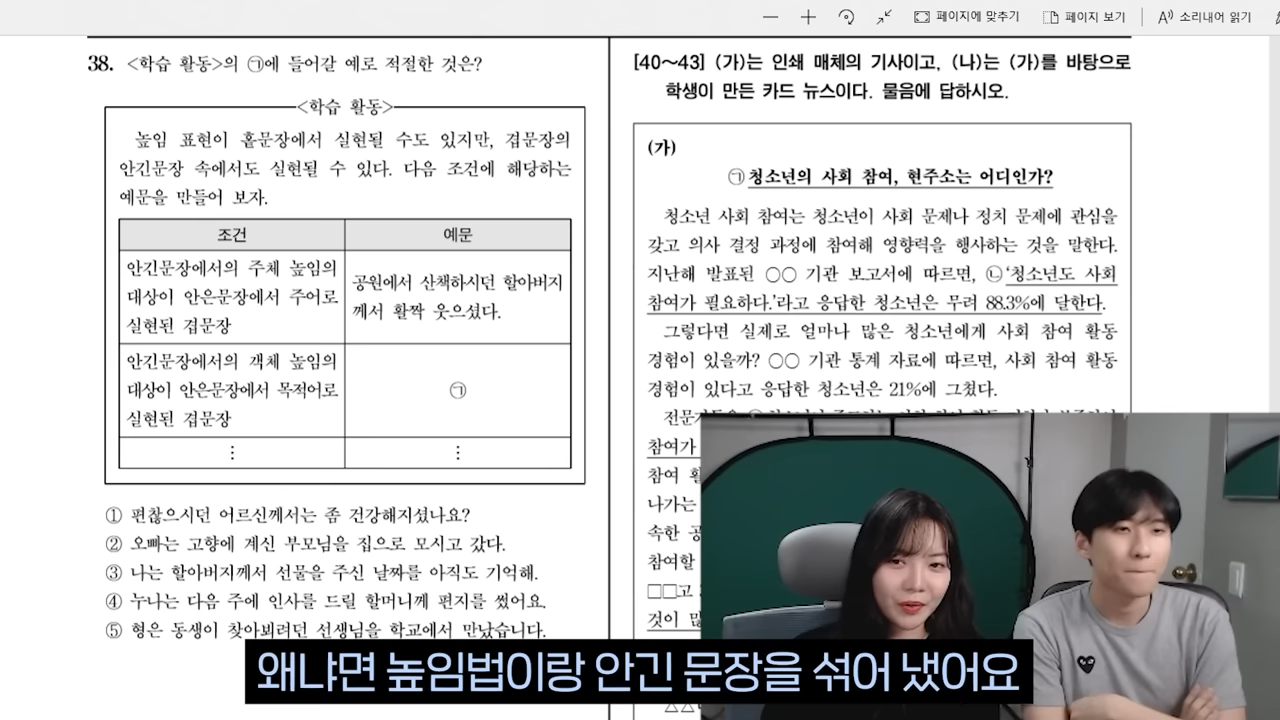 페이지에 맞추기
페이지 보기
소리내어 읽기
38. <학습 활동>의 ㉠에 들어갈 예로 적절한 것은?
<학습 활동>
높임 표현이 홑문장에서 실현될 수도 있지만, 겹문장의
안긴문장 속에서도 실현될 수 있다. 다음 조건에 해당하는
예문을 만들어 보자.
조건
예문
안긴문장에서의 주체 높임의
대상이 안은문장에서 주어로
실현된 겹문장
공원에서 산책하시던 할아버지
께서 활짝 웃으셨다.
안긴문장에서의 객체 높임의
대상이 안은문장에서 목적어로
실현된 겹문장
㉠
⋮
⋮
① 편찮으시던 어르신께서는 좀 건강해지셨나요?
② 오빠는 고향에 계신 부모님을 집으로 모시고 갔다.
③ 나는 할아버지께서 선물을 주신 날짜를 아직도 기억해.
④ 누나는 다음 주에 인사를 드릴 할머니께 편지를 썼어요.
⑤ 형은 동생이 찾아뵈려던 선생님을 학교에서 만났습니다.
[40～43] (가)는 인쇄 매체의 기사이고, (나)는 (가)를 바탕으로
학생이 만든 카드 뉴스이다. 물음에 답하시오.
(가)
㉠청소년의 사회 참여, 현주소는 어디인가?
청소년 사회 참여는 청소년이 사회 문제나 정치 문제에 관심을
갖고 의사 결정 과정에 참여해 영향력을 행사하는 것을 말한다.
지난해 발표된 ○○ 기관 보고서에 따르면, ㉡‘청소년도 사회
참여가 필요하다.’라고 응답한 청소년은 무려 88.3%에 달한다.
그렇다면 실제로 얼마나 많은 청소년에게 사회 참여 활동
경험이 있을까? ○○ 기관 통계 자료에 따르면, 사회 참여 활동
경험이 있다고 응답한 청소년은 21%에 그쳤다.
참여가
참여
나가는
속한
참여할
□□고
것이
왜냐면 높임법이랑 안긴 문장을 섞어 냈어요